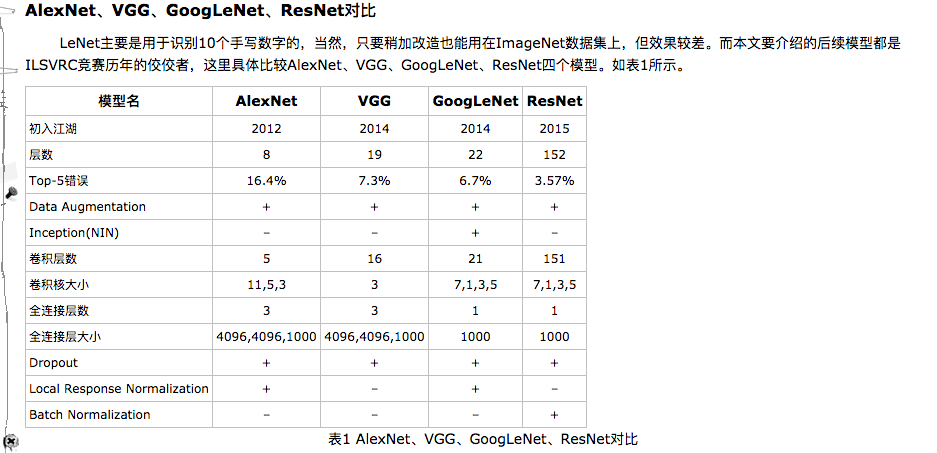 AlexNet、VGG、GoogLeNet、ResNet对比
LeNet主要是用于识别10个手写数字的，当然，只要稍加改造也能用在ImageNet数据集上，但效果较差。而本文要介绍的后续模型都是
ILSVRC竞赛历年的佼佼者，这里具体比较AlexNet、VGG、GoogLeNet、ResNet四个模型。如表1所示。
模型名 AlexNet VGG GoogLeNet ResNet
初入江湖 2012 2014 2014 2015
层数 8 19 22 152
Top-5错误 16.4% 7.3% 6.7% 3.57%
Data Augmentation + + + +
Inception(NIN) – – + –
卷积层数 5 16 21 151
卷积核大小 11,5,3 3 7,1,3,5 7,1,3,5
全连接层数 3 3 1 1
全连接层大小 4096,4096,1000 4096,4096,1000 1000 1000
Dropout + + + +
Local Response Normalization + – + –
Batch Normalization – – – +
表1 AlexNet、VGG、GoogLeNet、ResNet对比